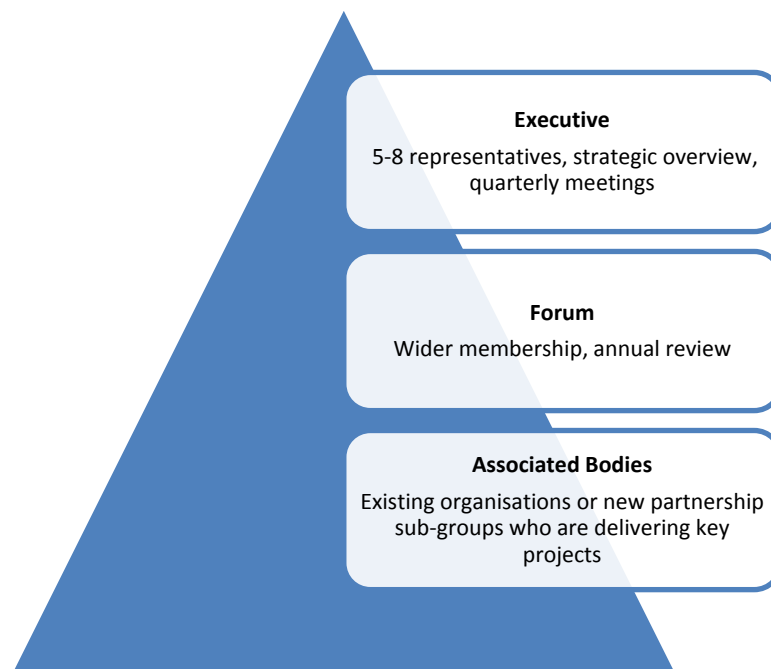 Executive
5-8 representatives, strategic overview,
quarterly meetings
Forum
Wider membership, annual review
Associated Bodies
Existing organisations or new partnership
sub-groups who are delivering key
projects